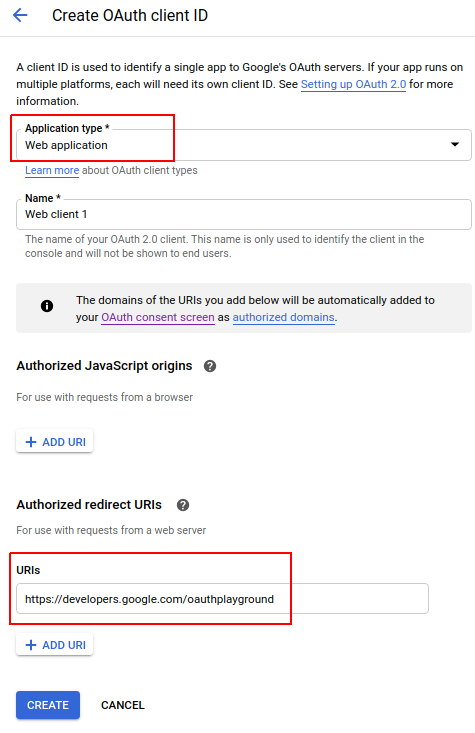 Create OAuth client ID
A client ID is used to identify a single app to Google's OAuth servers. If your app runs on
multiple platforms, each will need its own client ID. See Setting up OAuth 2.0 for more
information.
Application type *
Web application
Learn more about OAuth client types
Name *
Web client 1
The name of your OAuth 2.0 client. This name is only used to identify the client in the
console and will not be shown to end users.
The domains of the URIs you add below will be automatically added to
your OAuth consent screen as authorized domains.
Authorized JavaScript origins
For use with requests from a browser
+ ADD URI
Authorized redirect URIs
For use with requests from a web server
URIs
https://developers.google.com/oauthplayground
+ ADD URI
CREATE CANCEL